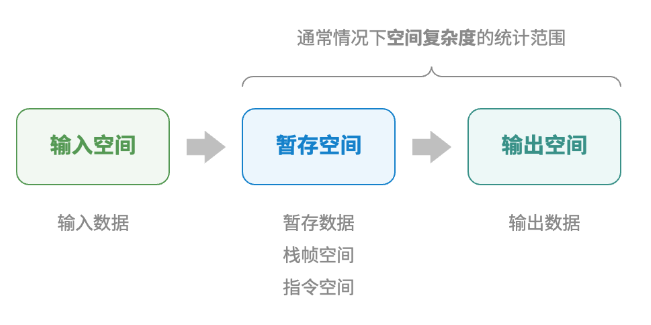 通常情况下空间复杂度的统计范围
输入空间
暂存空间
输出空间
输入数据
暂存数据
输出数据
栈帧空间
指令空间